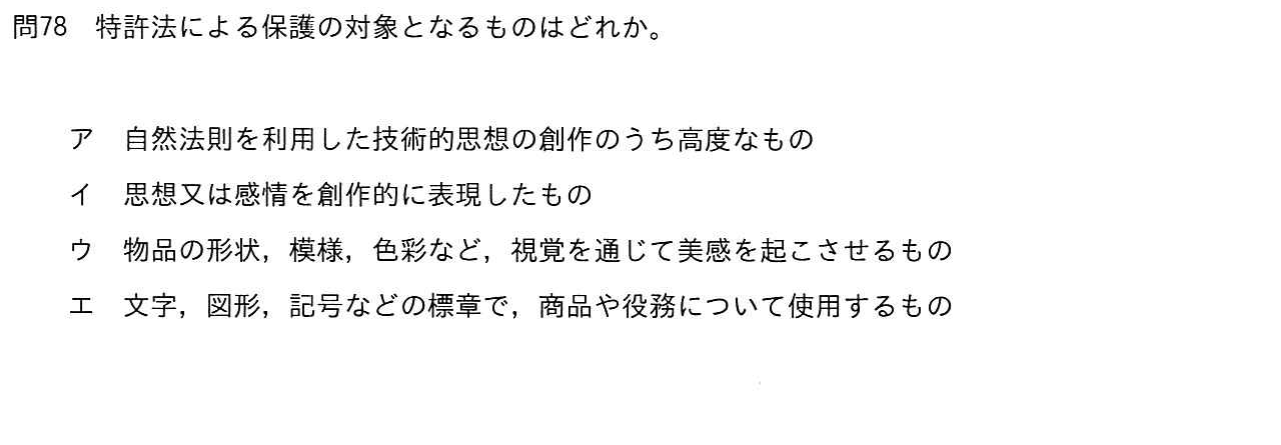 問78 特許法による保護の対象となるものはどれか。
ア 自然法則を利用した技術的思想の創作のうち高度なもの
イ 思想又は感情を創作的に表現したもの
ウ 物品の形状，模様，色彩など，視覚を通じて美感を起こさせるもの
エ 文字，図形，記号などの標章で，商品や役務について使用するもの